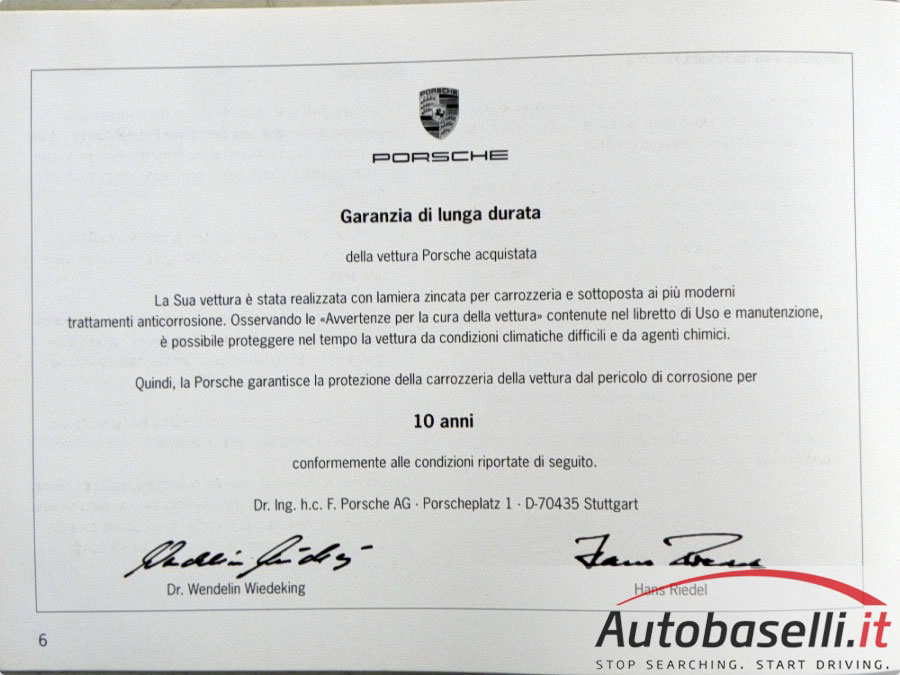 PORSCHE
PORSCHE
Garanzia di lunga durata
della vettura Porsche acquistata
La Sua vettura è stata realizzata con lamiera zincata per carrozzeria e sottoposta ai più moderni
trattamenti anticorrosione. Osservando le «Avvertenze per la cura della vettura» contenute nel libretto di Uso e manutenzione,
è possibile proteggere nel tempo la vettura da condizioni climatiche difficili e da agenti chimici.
Quindi, la Porsche garantisce la protezione della carrozzeria della vettura dal pericolo di corrosione per
10 anni
conformemente alle condizioni riportate di seguito.
Dr. Ing. h.c. F. Porsche AG · Porscheplatz 1 · D-70435 Stuttgart
Wendelin Wiedeking
Hans Riedel
Dr. Wendelin Wiedeking
Hans Riedel
6
Autobaselli.it
STOP SEARCHING. START DRIVING.